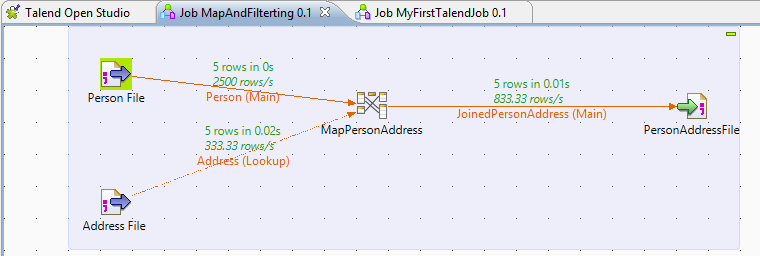 Talend Open Studio
Job MapAndFilterting 0.1
Job MyFirstTalendJob 0.1
5 rows in 0s
2500 rows/s
Person (Main)
Person File
5 rows in 0.01s
833.33 rows/s
JoinedPersonAddress (Main)
MapPersonAddress
PersonAddressFile
5 rows in 0.02s
333.33 rows/s
Address (Lookup)
Address File